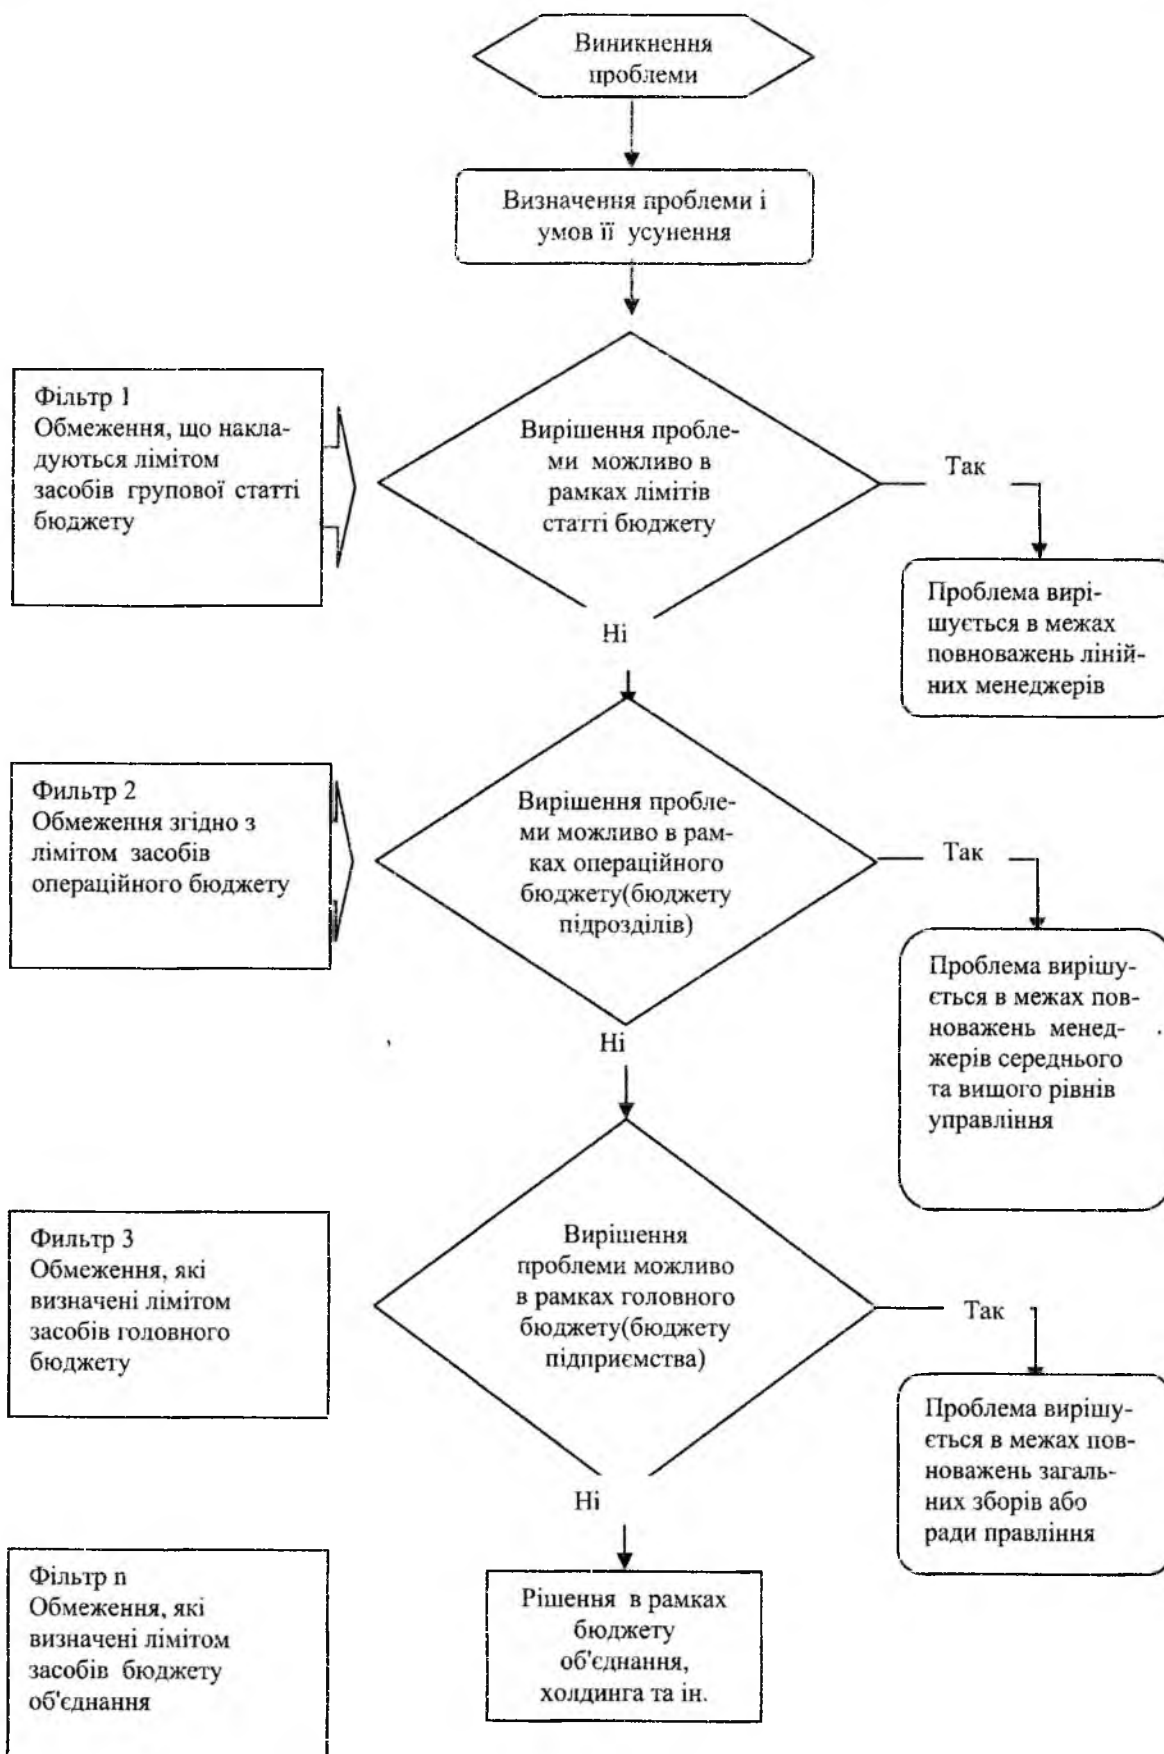 Виникнення
проблеми
Визначення проблеми і
умов її усунення
Фільтр 1
Обмеження, що накла-
дуються лімітом
засобів групової статті
бюджету
Вирішення пробле-
ми можливо в
рамках лімітів
статті бюджету
Так
Проблема вирі-
шується в межах
повноважень ліній-
них менеджерів
Ні
Фильтр 2
Обмеження згідно з
лімітом засобів
операційного бюджету
Вирішення пробле-
ми можливо в рам-
ках операційного
бюджету(бюджету
підрозділів)
Так
Проблема вирішу-
ється в межах пов-
новажень менед-
жерів середнього
та вищого рівнів
управління
Ні
Фильтр 3
Обмеження, які
визначені лімітом
засобів головного
бюджету
Вирішення
проблеми можливо
в рамках головного
бюджету(бюджету
підприємства)
Так
Проблема вирішу-
ється в межах пов-
новажень загаль-
них зборів або
ради правління
Ні
Фільтр n
Обмеження, які
визначені лімітом
засобів бюджету
об'єднання
Рішення в рамках
бюджету
об'єднання,
холдинга та ін.